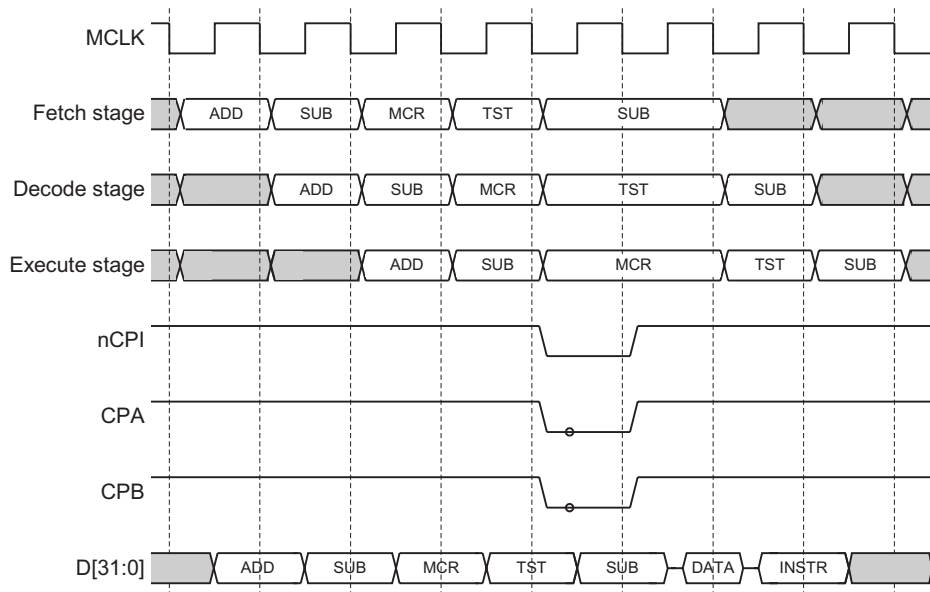 MCLK
Fetch stage ADD SUB MCR TST SUB
Decode stage ADD SUB MCR TST SUB
Execute stage ADD SUB MCR TST SUB
nCPI
CPA
CPB
D[31:0] ADD SUB MCR TST SUB DATA INSTR